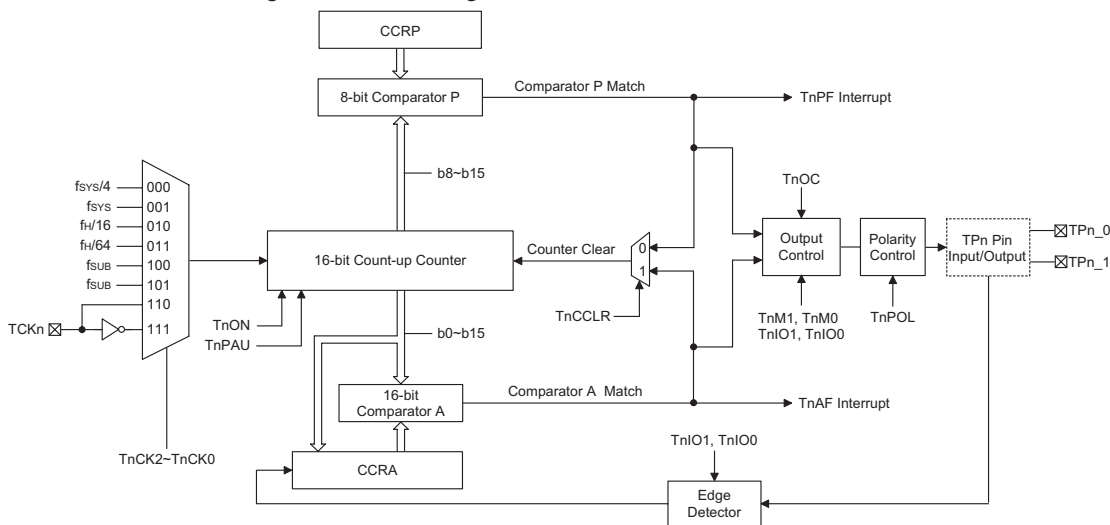 CCRP
8-bit Comparator P
Comparator P Match
TnPF Interrupt
b8~b15
fSYS/4
000
fSYS
001
fH/16
010
fH/64
011
fSUB
100
fSUB
101
110
TCKn
111
16-bit Count-up Counter
Counter Clear
0
1
TnOC
Output
Control
Polarity
Control
TPn Pin
Input/Output
TPn_0
TPn_1
TnON
TnPAU
b0~b15
TnCCLR
TnM1, TnM0
TnIO1, TnIO0
TnPOL
16-bit
Comparator A
Comparator A Match
TnAF Interrupt
TnCK2~TnCK0
CCRA
TnIO1, TnIO0
Edge
Detector